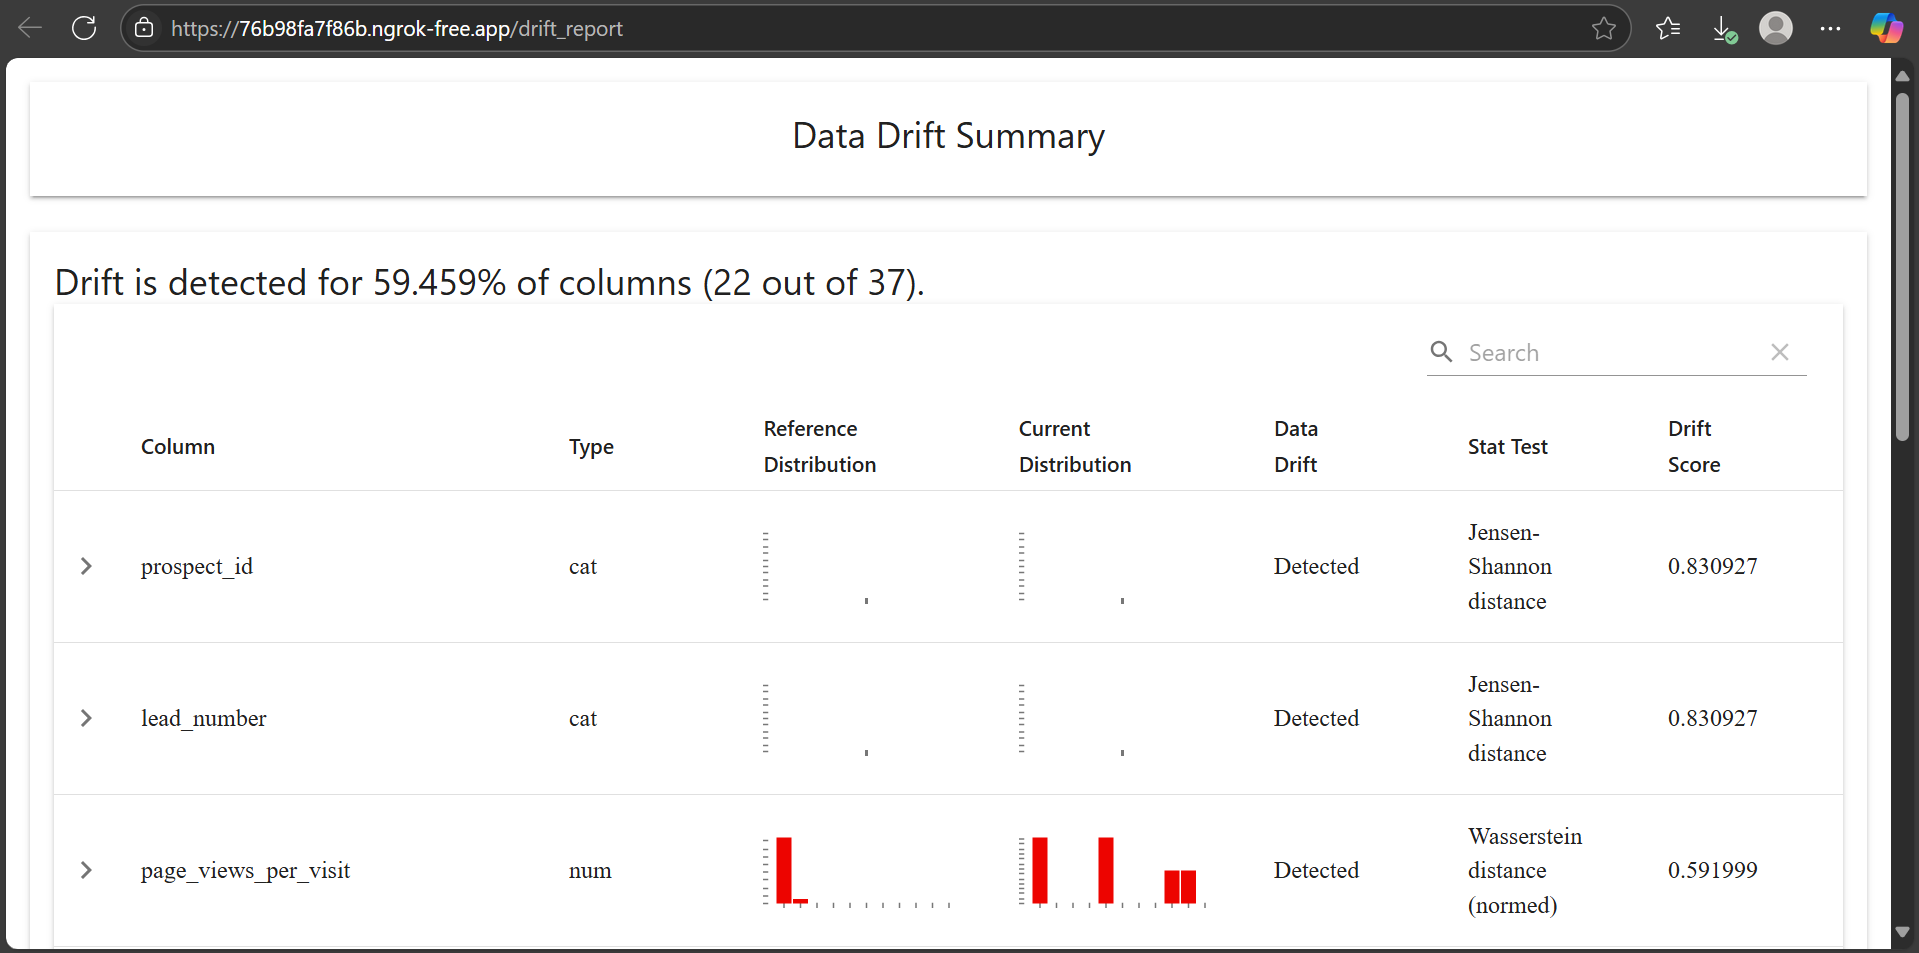 https://76b98fa7f86b.ngrok-free.app/drift_report
Data Drift Summary
Drift is detected for 59.459% of columns (22 out of 37).
Search
Column Type Reference Distribution Current Distribution Data Drift Stat Test Drift Score
prospect_id cat Detected Jensen-Shannon distance 0.830927
lead_number cat Detected Jensen-Shannon distance 0.830927
page_views_per_visit num Detected Wasserstein distance (normed) 0.591999